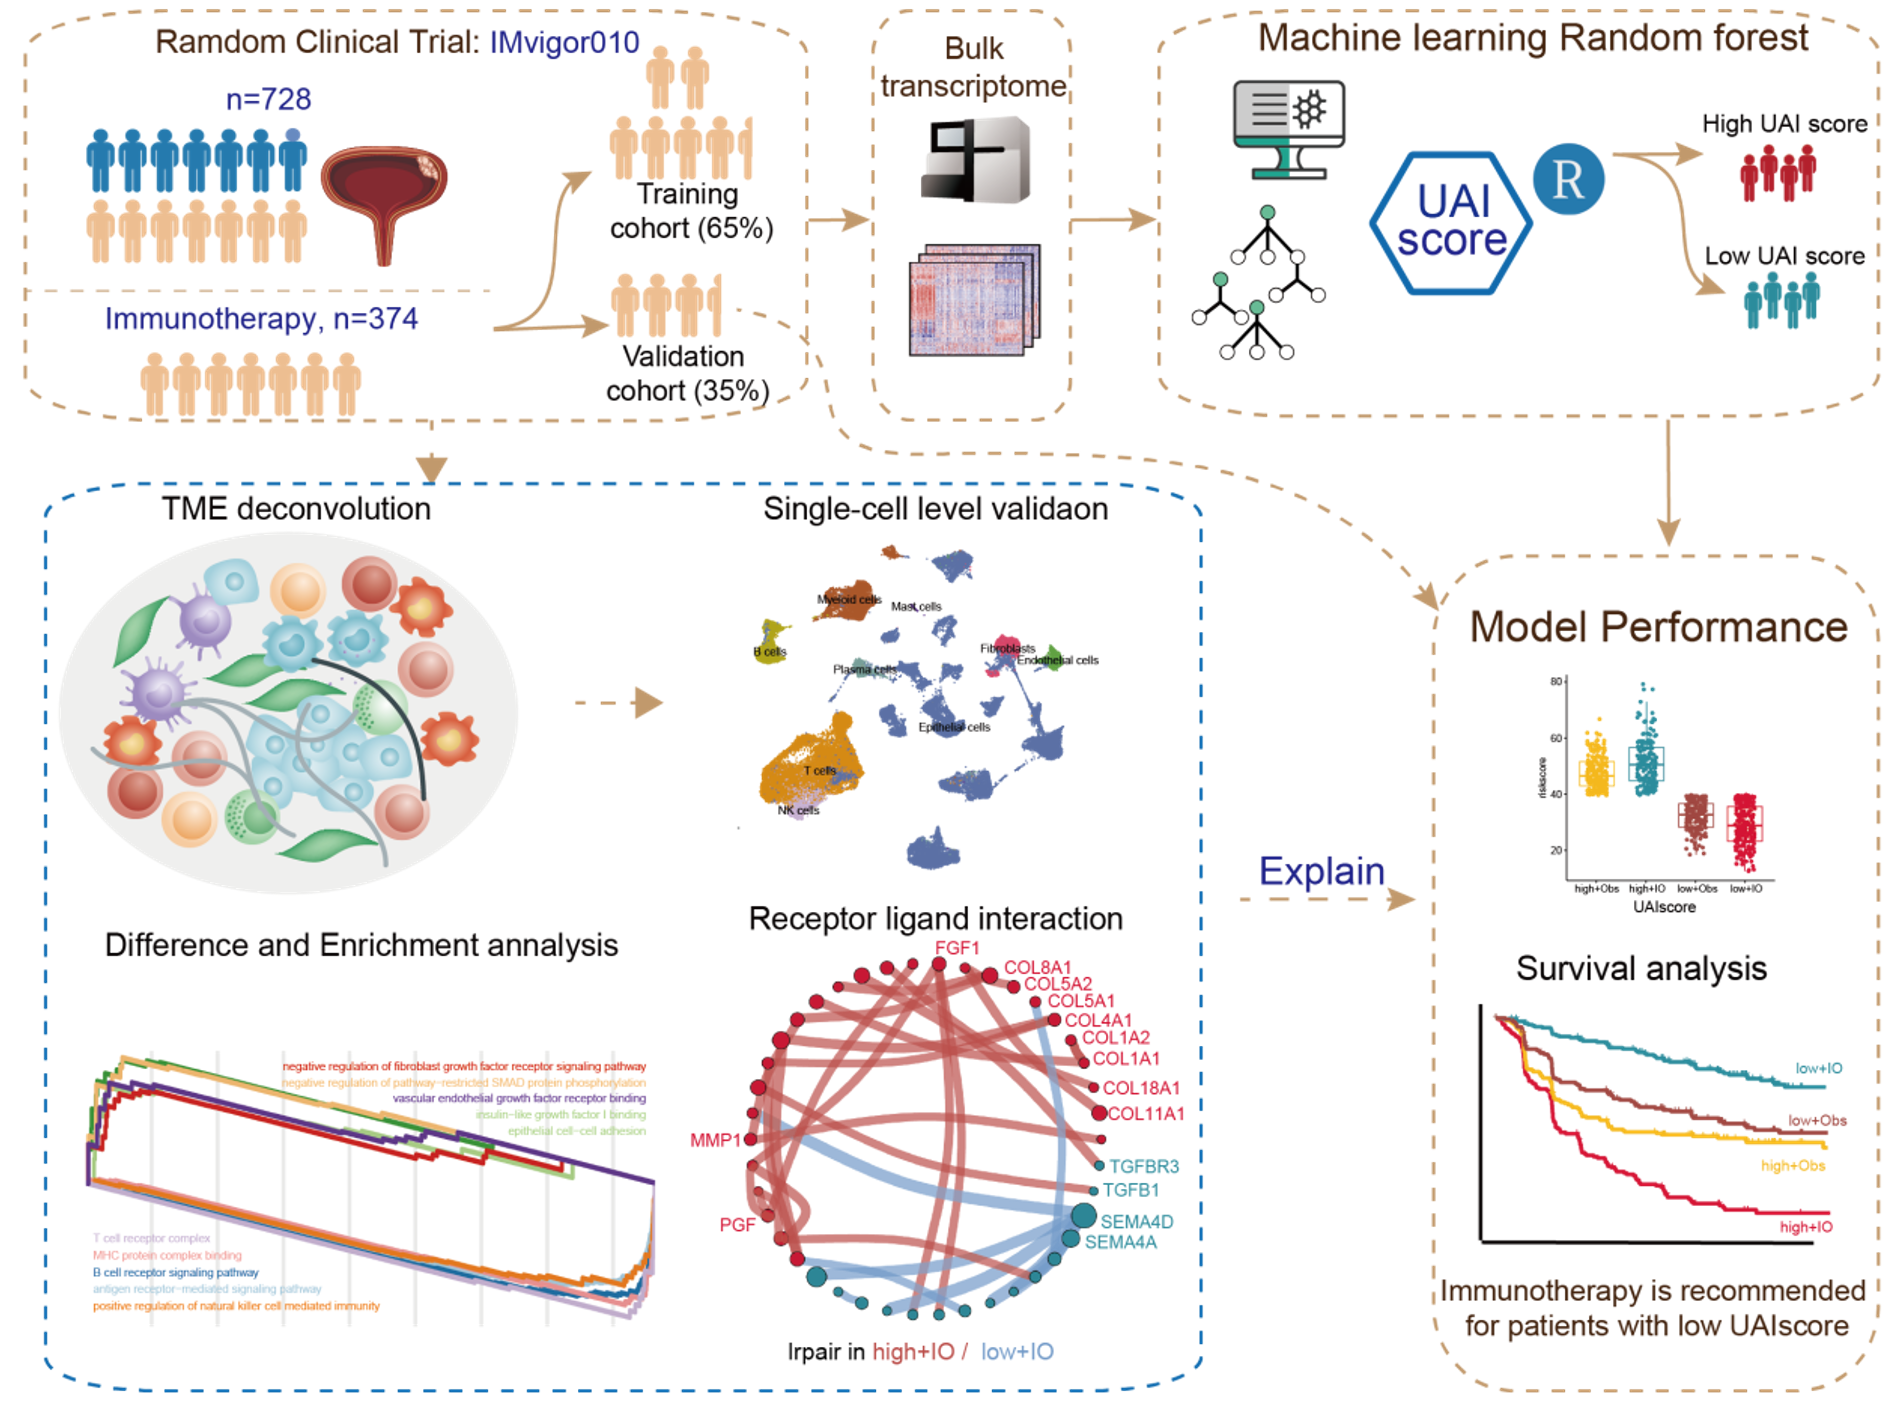 Ramdom Clinical Trial: IMvigor010
n=728
Training
cohort (65%)
Immunotherapy, n=374
Validation
cohort (35%)
Bulk
transcriptome
Machine learning Random forest
UAI
score
R
High UAI score
Low UAI score
TME deconvolution
Single-cell level validaon
Myeloid cells
Mast cells
B cells
Fibroblasts
Endothelial cells
Plasma cells
Epithelial cells
T cells
NK cells
Difference and Enrichment annalysis
negative regulation of fibroblast growth factor receptor signaling pathway
negative regulation of pathway-restricted SMAD protein phosphorylation
vascular endothelial growth factor receptor binding
insulin-like growth factor I binding
epithelial cell-cell adhesion
T cell receptor complex
MHC protein complex binding
B cell receptor signaling pathway
antigen receptor-mediated signaling pathway
positive regulation of natural killer cell mediated immunity
Receptor ligand interaction
FGF1
COL8A1
COL5A2
COL5A1
COL4A1
COL1A2
COL1A1
COL18A1
COL11A1
MMP1
TGFBR3
TGFB1
PGF
SEMA4D
SEMA4A
lrpair in high+IO / low+IO
Explain
Model Performance
80
60
40
20
riskscore
high+Obs high+IO low+Obs low+IO
UAIscore
Survival analysis
low+IO
low+Obs
high+Obs
high+IO
Immunotherapy is recommended
for patients with low UAIscore